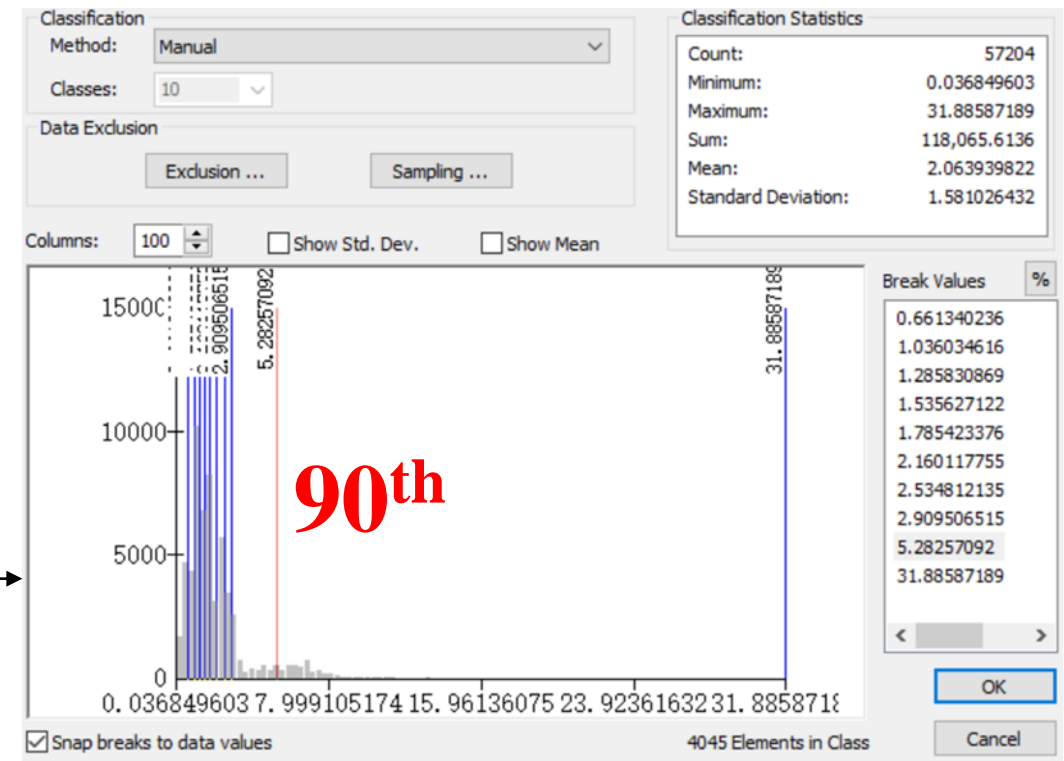 Classification
Method: Manual
Classes: 10
Data Exclusion
Exclusion ...
Sampling ...
Classification Statistics
Count: 57204
Minimum: 0.036849603
Maximum: 31.88587189
Sum: 118,065.6136
Mean: 2.063939822
Standard Deviation: 1.581026432
Columns: 100
Show Std. Dev.
Show Mean
Break Values
%
0.661340236
1.036034616
1.285830869
1.535627122
1.785423376
2.160117755
2.534812135
2.909506515
5.28257092
31.88587189
15000
10000
5000
0
2.909506515
5.28257092
31.88587189
90th
0.036849603 7.999105174 15.96136075 23.92361632 31.8858718
Snap breaks to data values
4045 Elements in Class
OK
Cancel